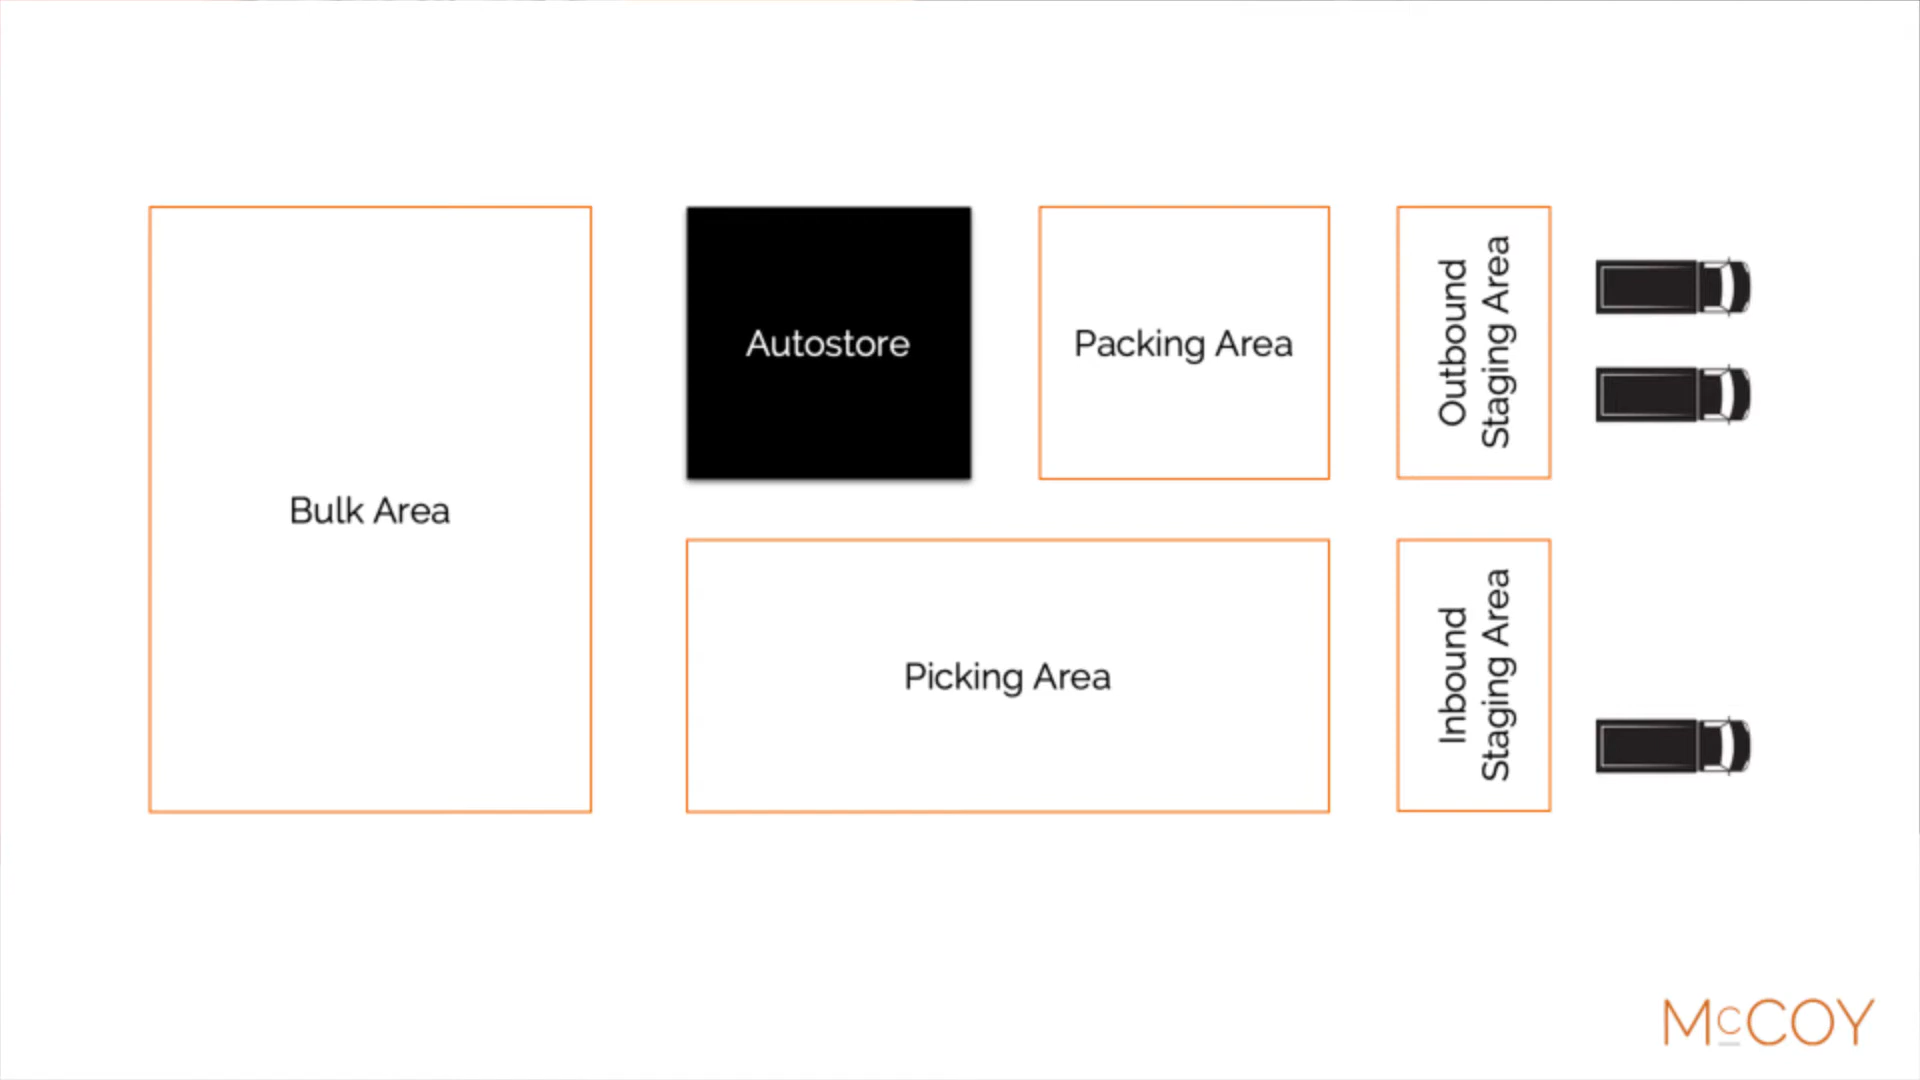 Bulk Area
Autostore
Packing Area
Outbound
Staging Area
Picking Area
Inbound
Staging Area
McCOY